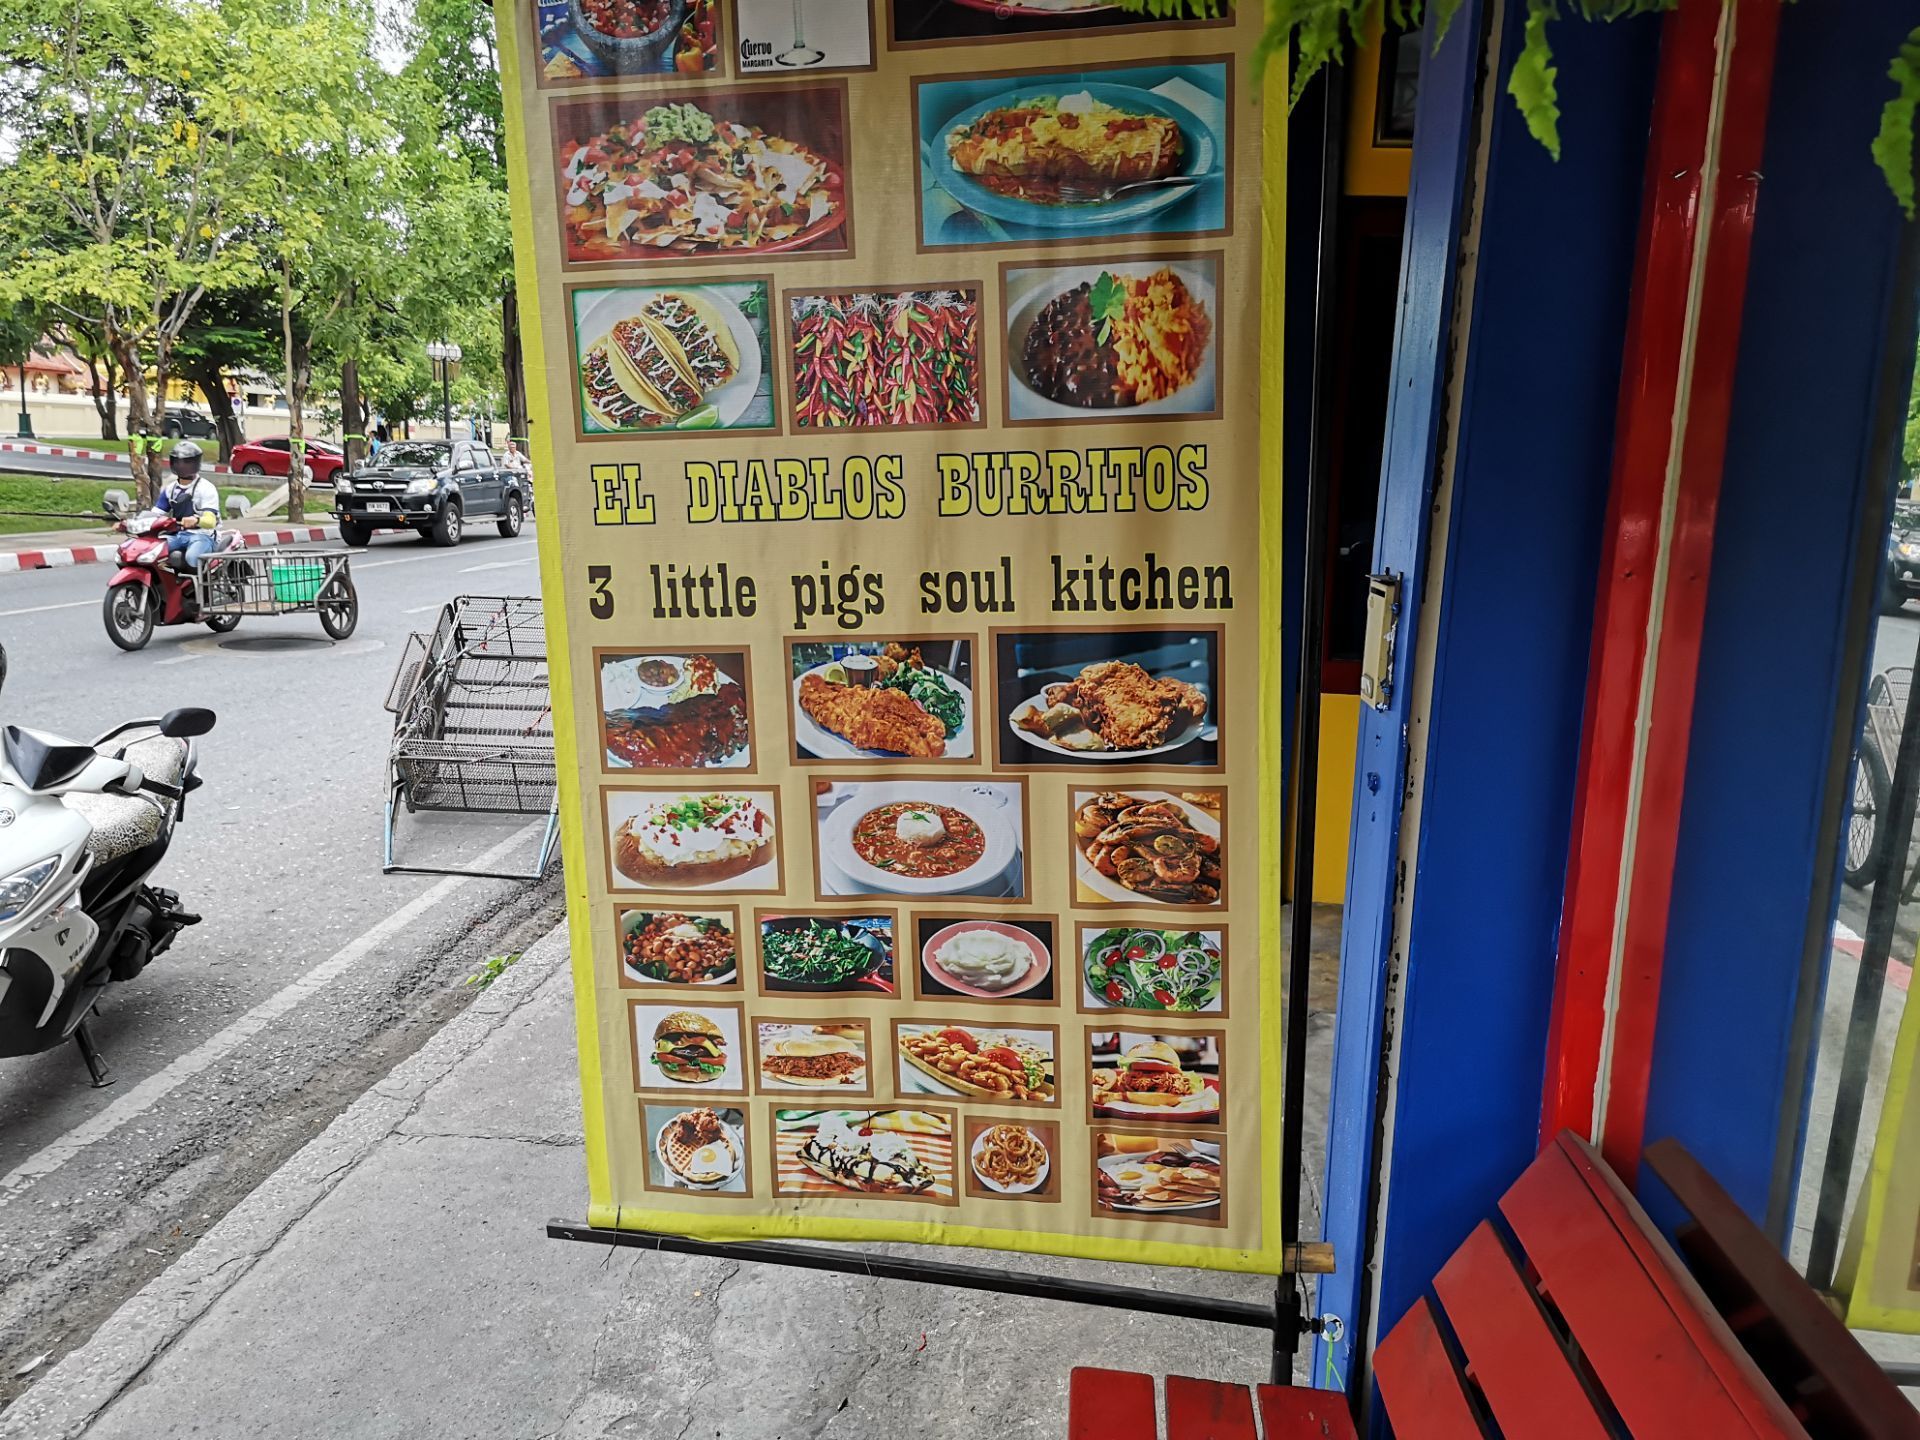 Cuervo
MARGARITA
EL DIABLOS BURRITOS
3 little pigs soul kitchen